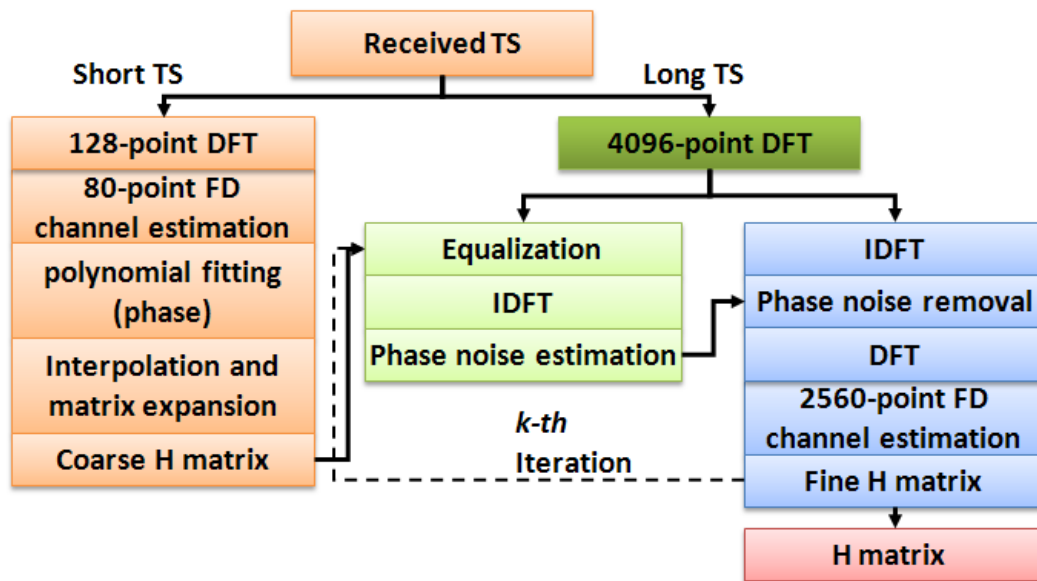 Received TS
Short TS
Long TS
128-point DFT
80-point FD
channel estimation
polynomial fitting
(phase)
Interpolation and
matrix expansion
Coarse H matrix
4096-point DFT
Equalization
IDFT
Phase noise estimation
k-th
Iteration
IDFT
Phase noise removal
DFT
2560-point FD
channel estimation
Fine H matrix
H matrix